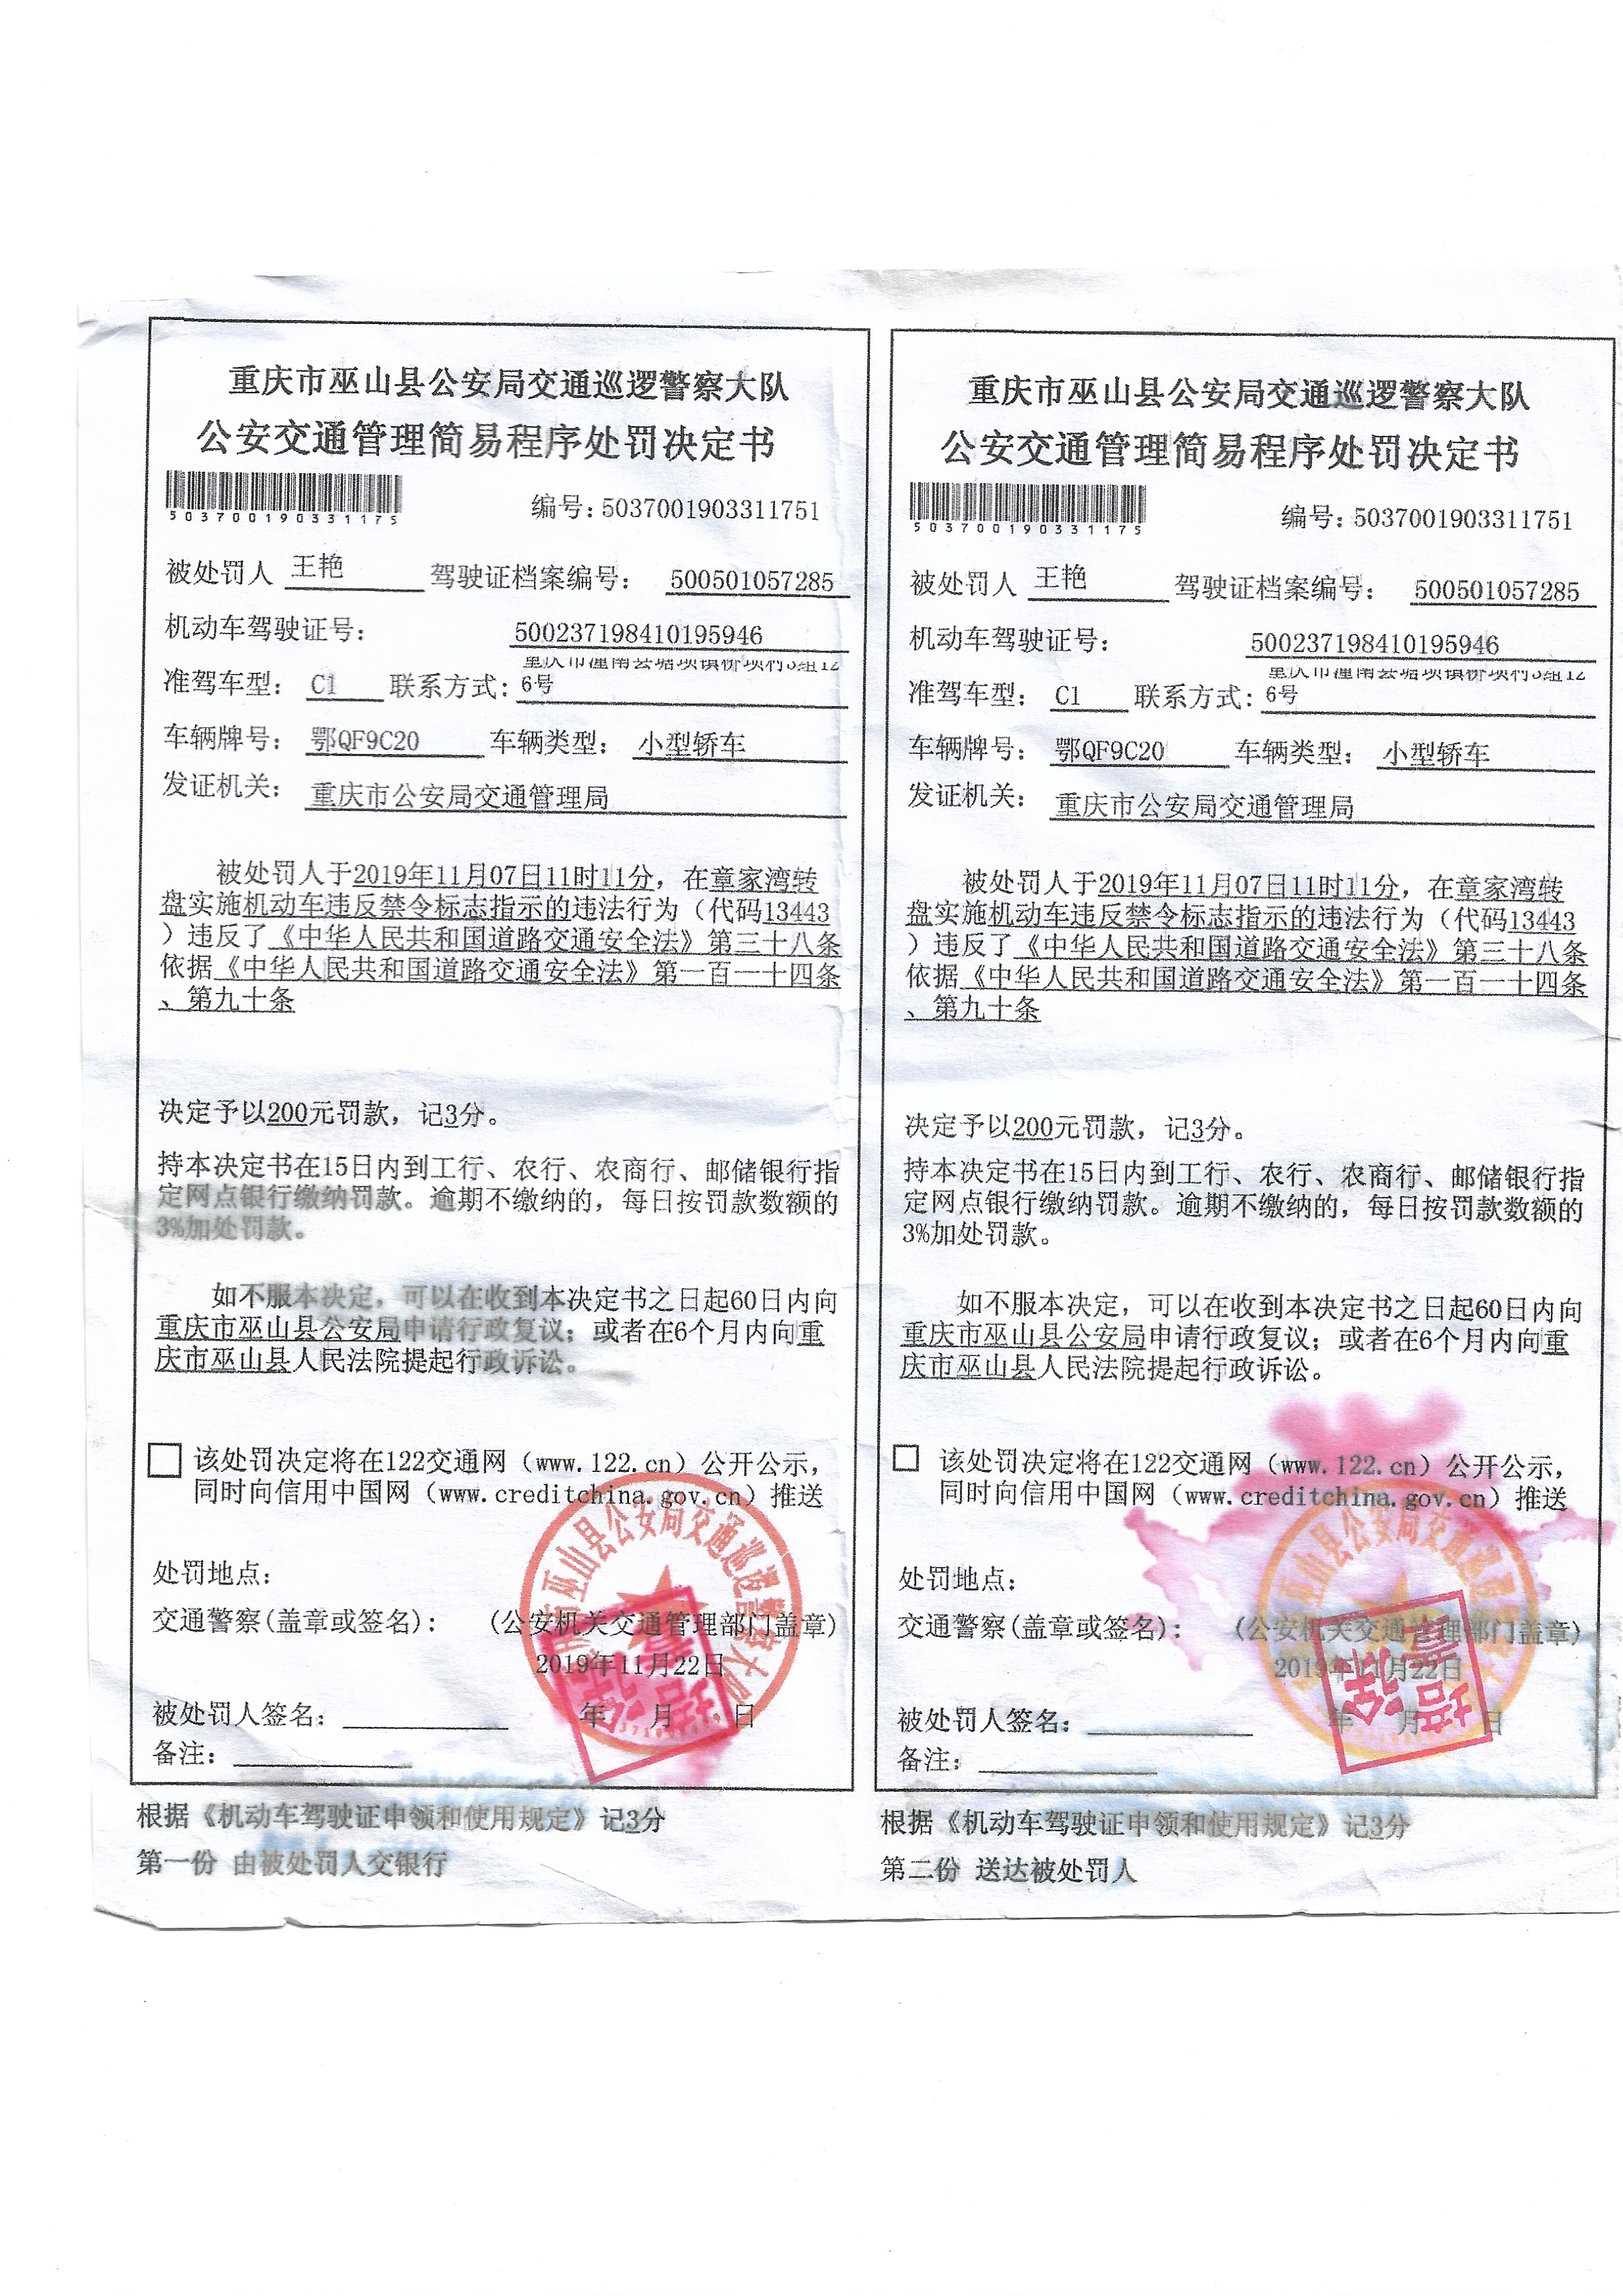 重庆市巫山县公安局交通巡逻警察大队
公安交通管理简易程序处罚决定书
503700190331175
编号:5037001903311751
被处罚人 王艳 驾驶证档案编号: 500501057285
机动车驾驶证号: 500237198410195946
重庆市潼南县塘坝镇桥坝村3组12
准驾车型: C1 联系方式: 6号
车辆牌号: 鄂QF9C20 车辆类型: 小型轿车
发证机关: 重庆市公安局交通管理局
被处罚人于2019年11月07日11时11分，在童家湾转
盘实施机动车违反禁令标志指示的违法行为（代码13443
）违反了《中华人民共和国道路交通安全法》第三十八条
依据《中华人民共和国道路交通安全法》第一百一十四条
、第九十条
决定予以200元罚款，记3分。
持本决定书在15日内到工行、农行、农商行、邮储银行指
定网点银行缴纳罚款。逾期不缴纳的，每日按罚款数额的
3%加处罚款。
如不服本决定，可以在收到本决定书之日起60日内向
重庆市巫山县公安局申请行政复议；或者在6个月内向重
庆市巫山县人民法院提起行政诉讼。
该处罚决定将在122交通网（www.122.cn）公开公示，
同时向信用中国网（www.creditchina.gov.cn）推送
处罚地点:
交通警察(盖章或签名): (公安机关交通管理部门盖章)
2019年11月22日
被处罚人签名: 年 月 日
备注:
根据《机动车驾驶证申领和使用规定》记3分
第一份 由被处罚人交银行
巫山县公安局交通巡逻警察大队
重庆市巫山县公安局交通巡逻警察大队
公安交通管理简易程序处罚决定书
503700190331175
编号:5037001903311751
被处罚人 王艳 驾驶证档案编号: 500501057285
机动车驾驶证号: 500237198410195946
重庆市潼南县塘坝镇桥坝村3组12
准驾车型: C1 联系方式: 6号
车辆牌号: 鄂QF9C20 车辆类型: 小型轿车
发证机关: 重庆市公安局交通管理局
被处罚人于2019年11月07日11时11分，在童家湾转
盘实施机动车违反禁令标志指示的违法行为（代码13443
）违反了《中华人民共和国道路交通安全法》第三十八条
依据《中华人民共和国道路交通安全法》第一百一十四条
、第九十条
决定予以200元罚款，记3分。
持本决定书在15日内到工行、农行、农商行、邮储银行指
定网点银行缴纳罚款。逾期不缴纳的，每日按罚款数额的
3%加处罚款。
如不服本决定，可以在收到本决定书之日起60日内向
重庆市巫山县公安局申请行政复议；或者在6个月内向重
庆市巫山县人民法院提起行政诉讼。
该处罚决定将在122交通网（www.122.cn）公开公示，
同时向信用中国网（www.creditchina.gov.cn）推送
处罚地点:
交通警察(盖章或签名): (公安机关交通管理部门盖章)
2019年11月22日
被处罚人签名: 年 月 日
备注:
根据《机动车驾驶证申领和使用规定》记3分
第二份 送达被处罚人
巫山县公安局交通巡逻